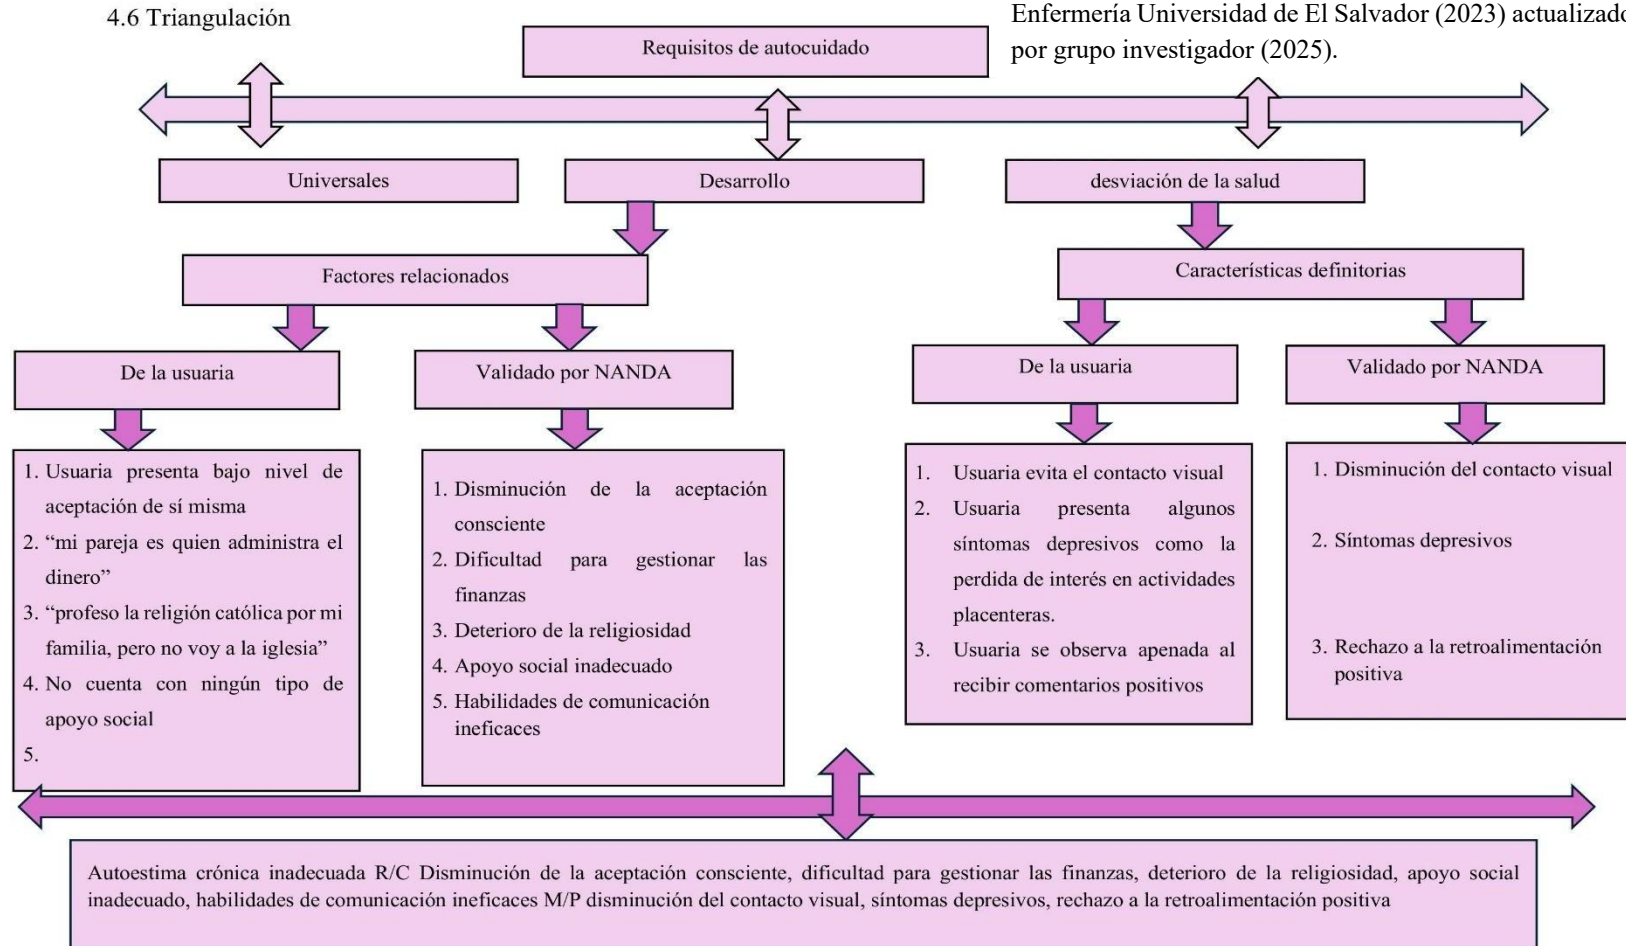 4.6 Triangulación
Enfermería Universidad de El Salvador (2023) actualizado
por grupo investigador (2025).
Requisitos de autocuidado
Universales
Desarrollo
desviación de la salud
Factores relacionados
Características definitorias
De la usuaria
Validado por NANDA
De la usuaria
Validado por NANDA
1. Usuaria presenta bajo nivel de
aceptación de sí misma
2. “mi pareja es quien administra el
dinero”
3. “profeso la religión católica por mi
familia, pero no voy a la iglesia”
4. No cuenta con ningún tipo de
apoyo social
5.
1. Disminución de la aceptación
consciente
2. Dificultad para gestionar las
finanzas
3. Deterioro de la religiosidad
4. Apoyo social inadecuado
5. Habilidades de comunicación
ineficaces
1. Usuaria evita el contacto visual
2. Usuaria presenta algunos
síntomas depresivos como la
perdida de interés en actividades
placenteras.
3. Usuaria se observa apenada al
recibir comentarios positivos
1. Disminución del contacto visual
2. Síntomas depresivos
3. Rechazo a la retroalimentación
positiva
Autoestima crónica inadecuada R/C Disminución de la aceptación consciente, dificultad para gestionar las finanzas, deterioro de la religiosidad, apoyo social
inadecuado, habilidades de comunicación ineficaces M/P disminución del contacto visual, síntomas depresivos, rechazo a la retroalimentación positiva